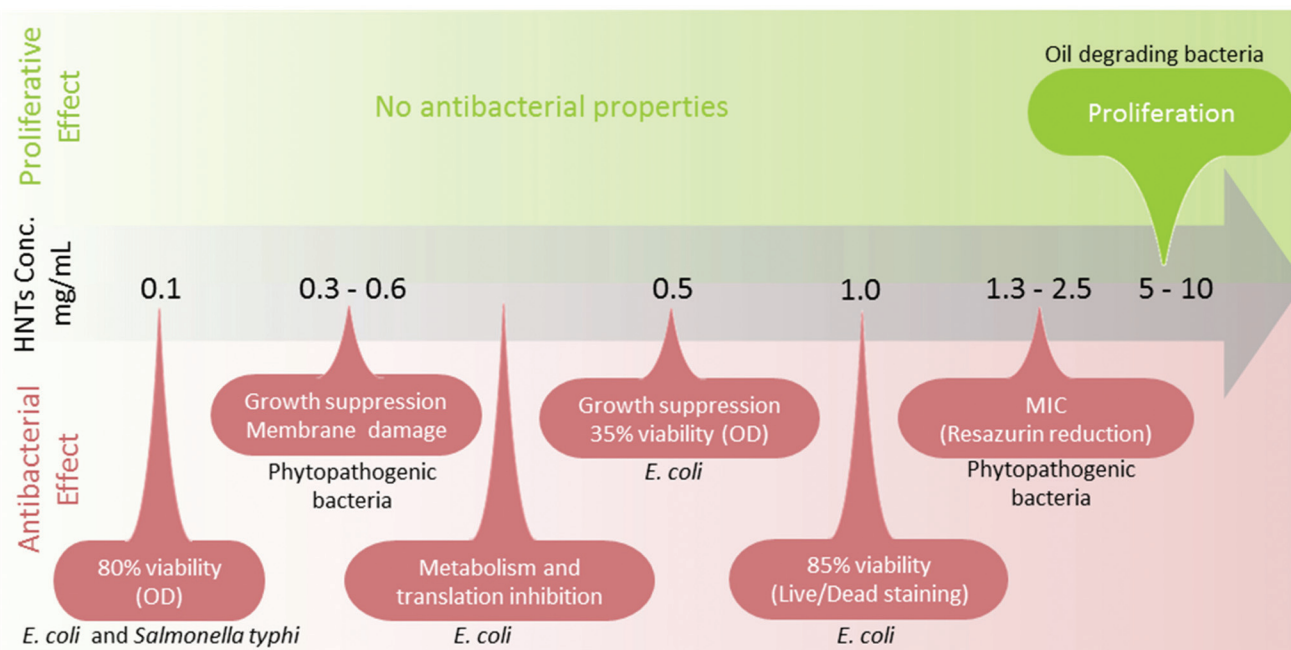 Proliferative
Effect
No antibacterial properties
Oil degrading bacteria
Proliferation
HNTs Conc.
mg/mL
0.1
0.3 - 0.6
0.5
1.0
1.3 - 2.5
5 - 10
Antibacterial
Effect
Growth suppression
Membrane damage
Phytopathogenic
bacteria
Growth suppression
35% viability (OD)
E. coli
MIC
(Resazurin reduction)
Phytopathogenic
bacteria
80% viability
(OD)
E. coli and Salmonella typhi
Metabolism and
translation inhibition
E. coli
85% viability
(Live/Dead staining)
E. coli